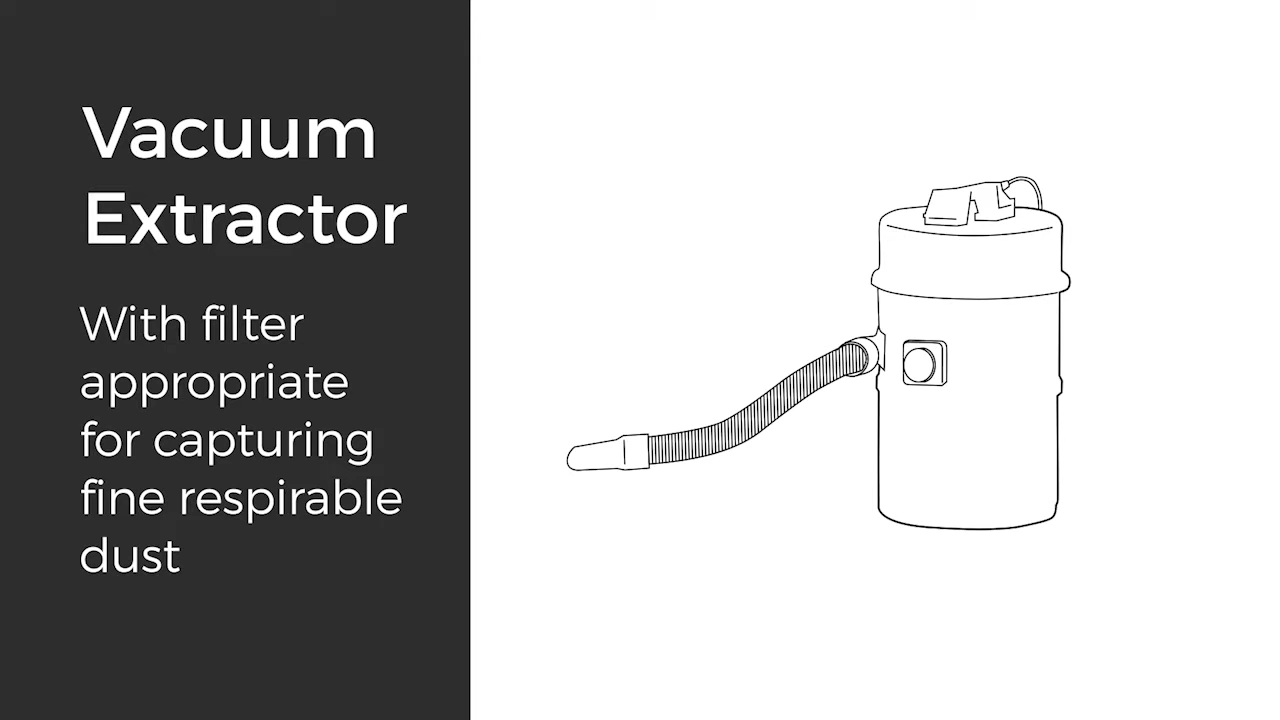 Vacuum
Extractor
With filter
appropriate
for capturing
fine respirable
dust